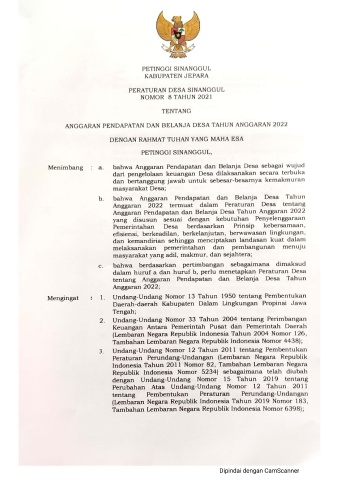 PETINGGI SINANGGUL
KABUPATEN JEPARA
PERATURAN DESA SINANGGUL
NOMOR 8 TAHUN 2021
TENTANG
ANGGARAN PENDAPATAN DAN BELANJA DESA TAHUN ANGGARAN 2022
DENGAN RAHMAT TUHAN YANG MAHA ESA
PETINGGI SINANGGUL,
Menimbang : a. bahwa Anggaran Pendapatan dan Belanja Desa sebagai wujud
dari pengelolaan keuangan Desa dilaksanakan secara terbuka
dan bertanggung jawab untuk sebesar-besarnya kemakmuran
masyarakat Desa;
b. bahwa Anggaran Pendapatan dan Belanja Desa Tahun
Anggaran 2022 termuat dalam Peraturan Desa tentang
Anggaran Pendapatan dan Belanja Desa Tahun Anggaran 2022
yang disusun sesuai dengan kebutuhan Penyelenggaraan
Pemerintahan Desa berdasarkan Prinsip kebersamaan,
efisiensi, berkeadilan, berkelanjutan, berwawasan lingkungan,
dan kemandirian sehingga menciptakan landasan kuat dalam
melaksanakan pemerintahan dan pembangunan menuju
masyarakat yang adil, makmur, dan sejahtera;
c. bahwa berdasarkan pertimbangan sebagaimana dimaksud
dalam huruf a dan huruf b, perlu menetapkan Peraturan Desa
tentang Anggaran Pendapatan dan Belanja Desa Tahun
Anggaran 2022;
Mengingat : 1. Undang-Undang Nomor 13 Tahun 1950 tentang Pembentukan
Daerah-daerah Kabupaten Dalam Lingkungan Propinsi Jawa
Tengah;
2. Undang-Undang Nomor 33 Tahun 2004 tentang Perimbangan
Keuangan Antara Pemerintah Pusat dan Pemerintah Daerah
(Lembaran Negara Republik Indonesia Tahun 2004 Nomor 126,
Tambahan Lembaran Negara Republik Indonesia Nomor 4438);
3. Undang-Undang Nomor 12 Tahun 2011 tentang Pembentukan
Peraturan Perundang-Undangan (Lembaran Negara Republik
Indonesia Tahun 2011 Nomor 82, Tambahan Lembaran Negara
Republik Indonesia Nomor 5234) sebagaimana telah diubah
dengan Undang-Undang Nomor 15 Tahun 2019 tentang
Perubahan Atas Undang-Undang Nomor 12 Tahun 2011
tentang Pembentukan Peraturan Perundang-Undangan
(Lembaran Negara Republik Indonesia Tahun 2019 Nomor 183,
Tambahan Lembaran Negara Republik Indonesia Nomor 6398);
Dipindai dengan CamScanner